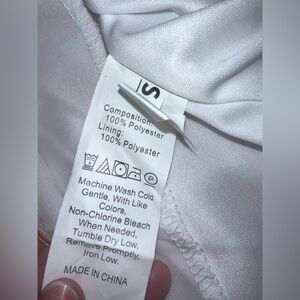 S
Composition:
100% Polyester
Lining:
100% Polyester
P
Machine Wash Cold
Gentle, With Like
Colors,
Non-Chlorine Bleach
When Needed,
Tumble Dry Low,
Remove Promptly,
Iron Low.
MADE IN CHINA